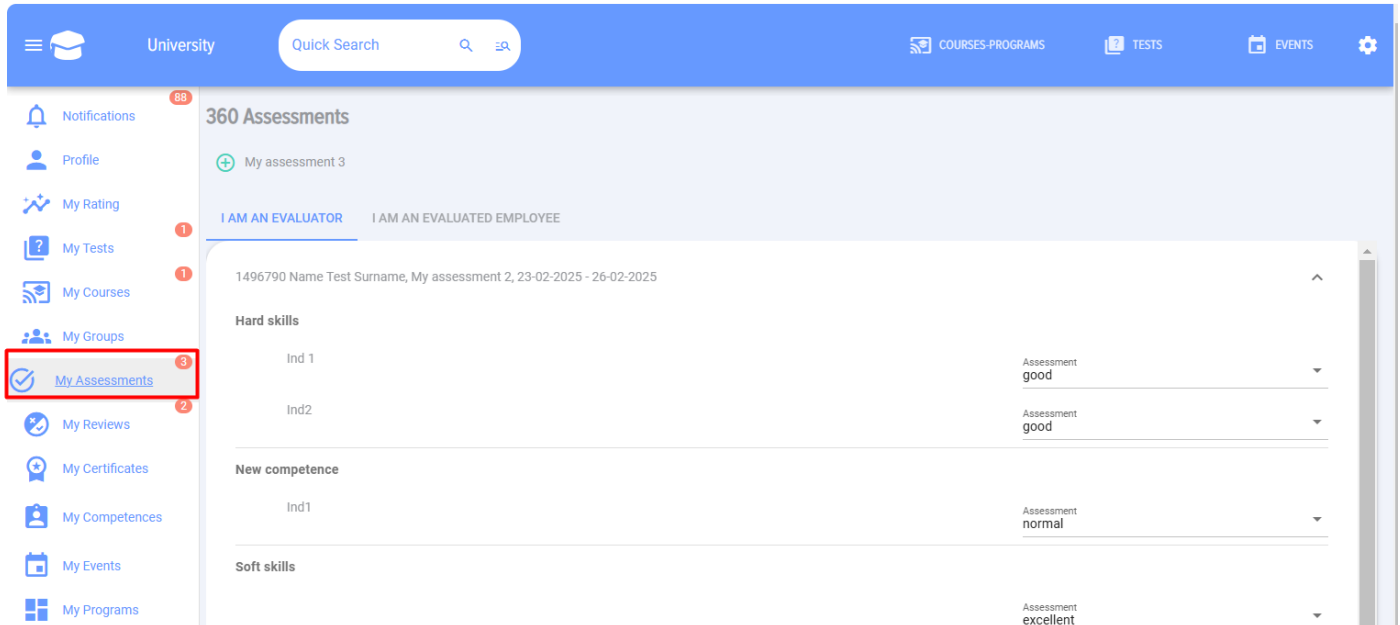 University
Quick Search
COURSES-PROGRAMS
? TESTS
EVENTS
88
Notifications
Profile
My Rating
1
? My Tests
1
My Courses
My Groups
3
My Assessments
2
My Reviews
My Certificates
My Competences
My Events
My Programs
360 Assessments
My assessment 3
I AM AN EVALUATOR I AM AN EVALUATED EMPLOYEE
1496790 Name Test Surname, My assessment 2, 23-02-2025 - 26-02-2025
Hard skills
Ind 1
Assessment
good
Ind2
Assessment
good
New competence
Ind1
Assessment
normal
Soft skills
Assessment
excellent